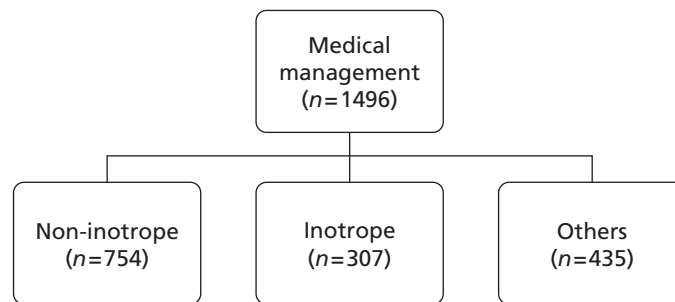 Medical
management
(n=1496)
Non-inotrope
(n=754)
Inotrope
(n=307)
Others
(n=435)